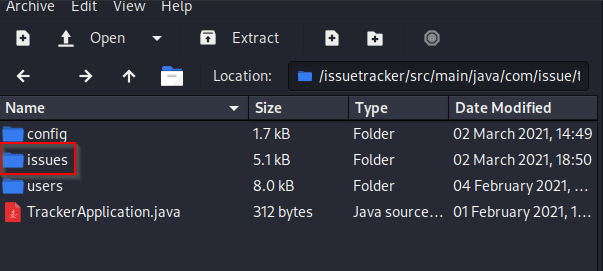 Archive Edit View Help
Open Extract
Location: /issuetracker/src/main/java/com/issue/t
Name Size Type Date Modified
config 1.7 kB Folder 02 March 2021, 14:49
issues 5.1 kB Folder 02 March 2021, 18:50
users 8.0 kB Folder 04 February 2021, ...
TrackerApplication.java 312 bytes Java source... 01 February 2021, 1...